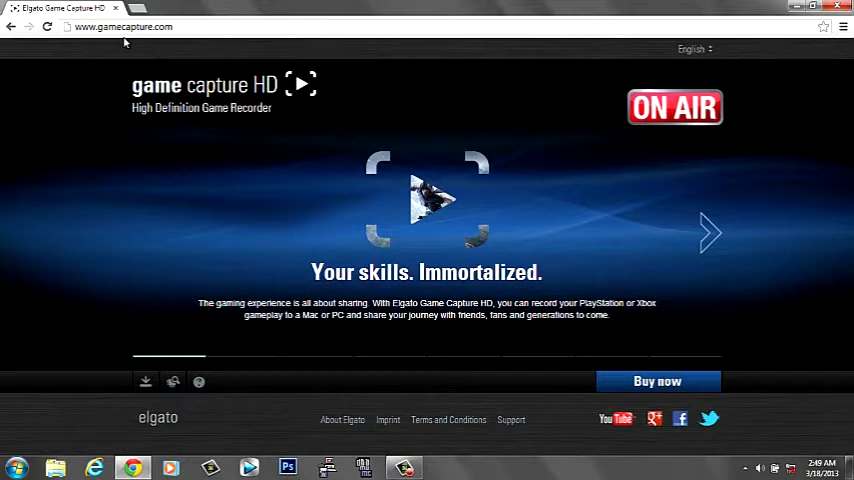 Elgato Game Capture HD
www.gamecapture.com
English
game capture HD
High Definition Game Recorder
ON AIR
Your skills. Immortalized.
The gaming experience is all about sharing. With Elgato Game Capture HD, you can record your PlayStation or Xbox
gameplay to a Mac or PC and share your journey with friends, fans and generations to come.
Buy now
elgato
About Elgato
Imprint
Terms and Conditions
Support
YouTube
Ps
2:49 AM
3/18/2013